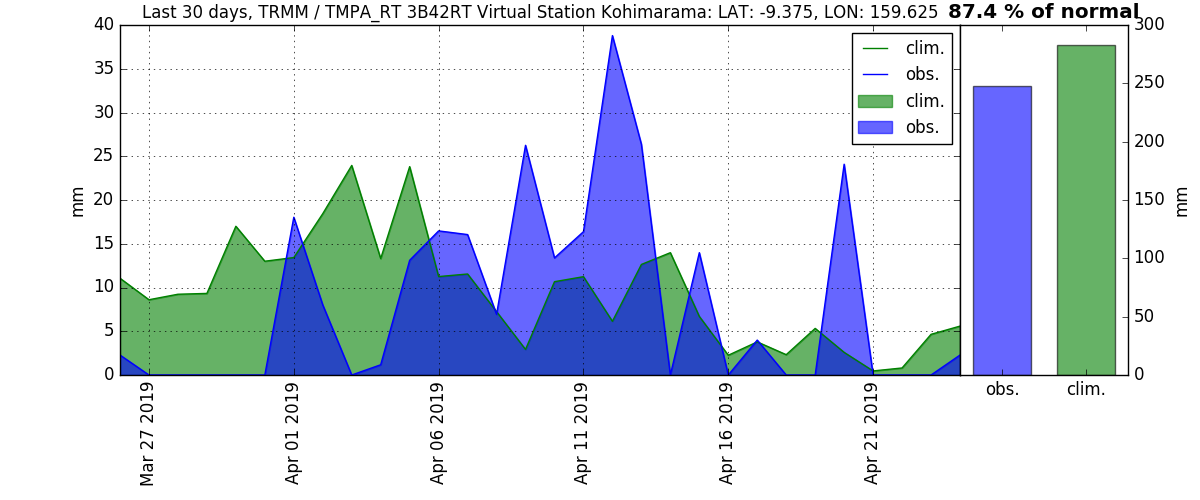 Last 30 days, TRMM / TMPA_RT 3B42RT Virtual Station Kohimarama: LAT: -9.375, LON: 159.625
87.4 % of normal
40
35
30
25
20
15
10
5
0
mm
clim.
obs.
clim.
obs.
300
250
200
150
100
50
0
mm
Mar 27 2019
Apr 01 2019
Apr 06 2019
Apr 11 2019
Apr 16 2019
Apr 21 2019
obs.
clim.